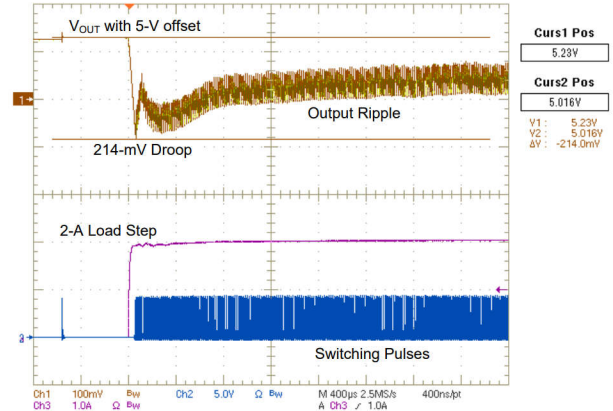 V_OUT with 5-V offset
Curs1 Pos
5.23V
Curs2 Pos
5.016V
V1 : 5.23V
V2 : 5.016V
ΔV : -214.0mV
1
Output Ripple
214-mV Droop
2-A Load Step
Switching Pulses
Ch1 100mV Bw Ch2 5.0V Ω Bw M 400µs 2.5MS/s 400ns/pt
Ch3 1.0A Ω Bw A Ch3 ∕ 1.0A